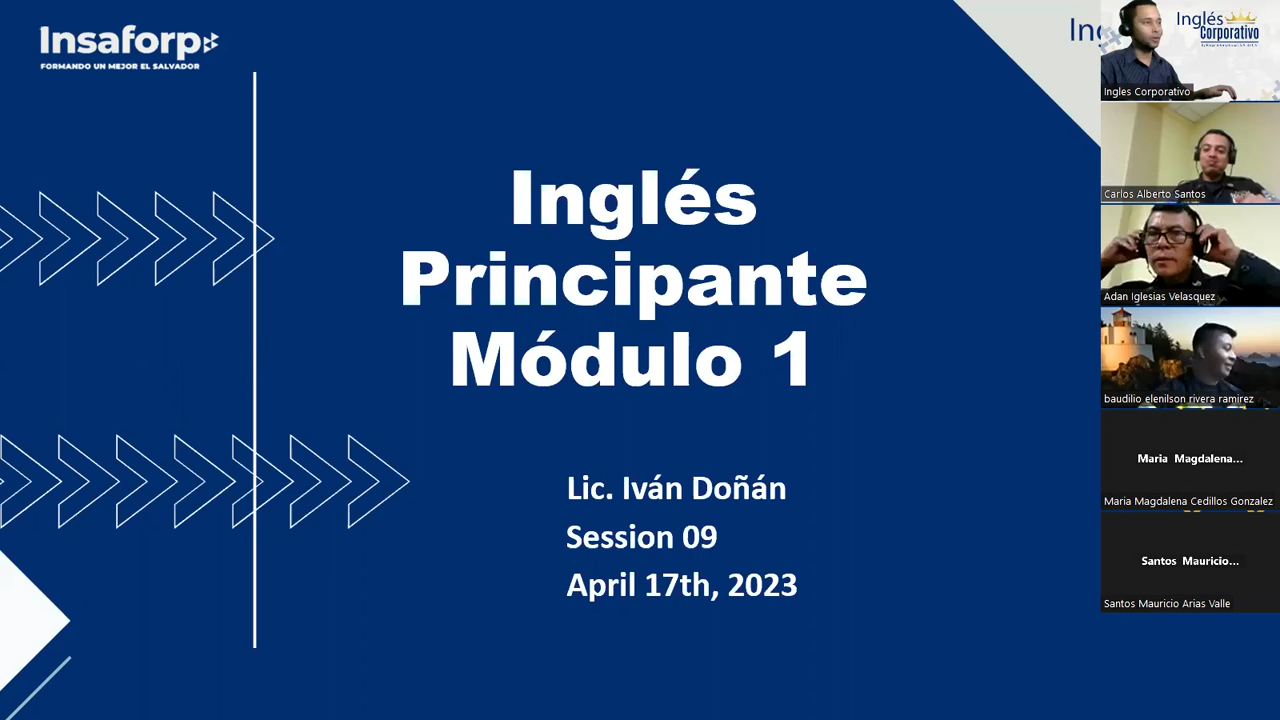 Insaforp
FORMANDO UN MEJOR EL SALVADOR
Inglés
Principante
Módulo 1
Lic. Iván Doñán
Session 09
April 17th, 2023
Inglés
Corporativo
Ingles Corporativo
Carlos Alberto Santos
Adan Iglesias Velasquez
baudilio elenilson rivera ramirez
Maria Magdalena...
Maria Magdalena Cedillos Gonzalez
Santos Mauricio...
Santos Mauricio Arias Valle